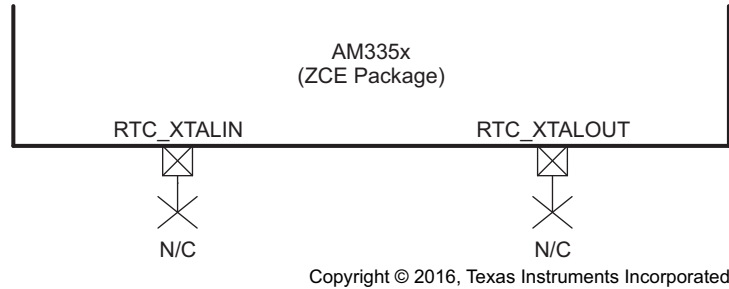 AM335x
(ZCE Package)
RTC_XTALIN RTC_XTALOUT
N/C N/C
Copyright © 2016, Texas Instruments Incorporated